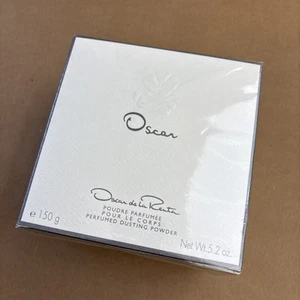 Oscar
Oscar de la Renta
POUDRE PARFUMÉE
POUR LE CORPS
PERFUMED DUSTING POWDER
℮ 150 g
Net Wt. 5.2 oz.